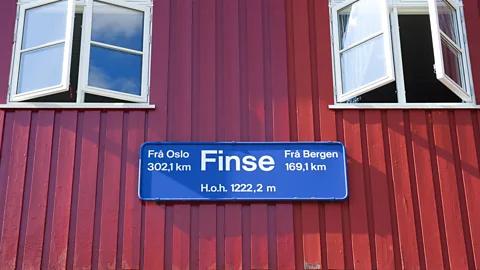 Frå Oslo Finse Frå Bergen
302,1 km 169,1 km
H.o.h. 1222,2 m